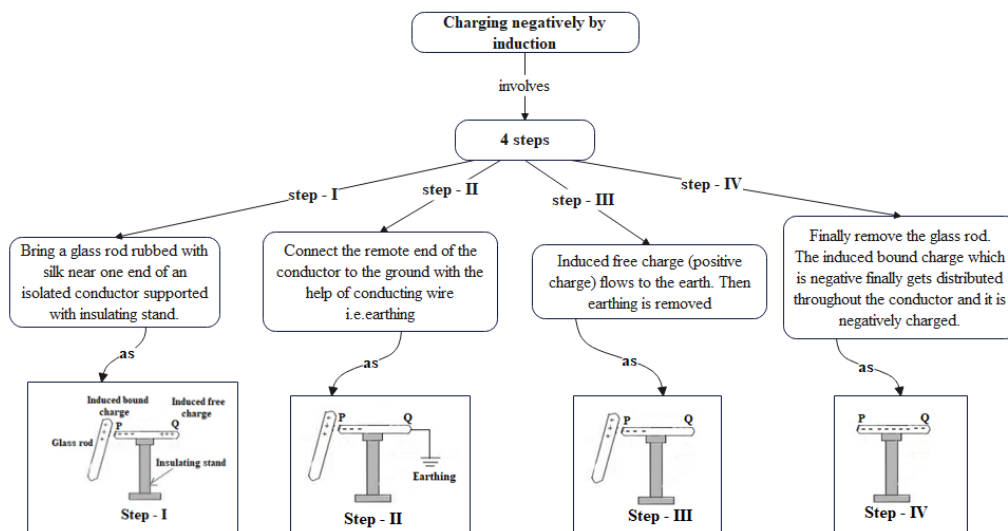 Charging negatively by
induction
involves
4 steps
step - I
step - II
step - III
step - IV
Bring a glass rod rubbed with
silk near one end of an
isolated conductor supported
with insulating stand.
Connect the remote end of the
conductor to the ground with the
help of conducting wire
i.e.earthing
Induced free charge (positive
charge) flows to the earth. Then
earthing is removed
Finally remove the glass rod.
The induced bound charge which
is negative finally gets distributed
throughout the conductor and it is
negatively charged.
as
as
as
as
Induced bound
charge
Induced free
charge
P
Q
Glass rod
Insulating stand
Step - I
P
Q
Earthing
Step - II
P
Q
Step - III
P
Q
Step - IV